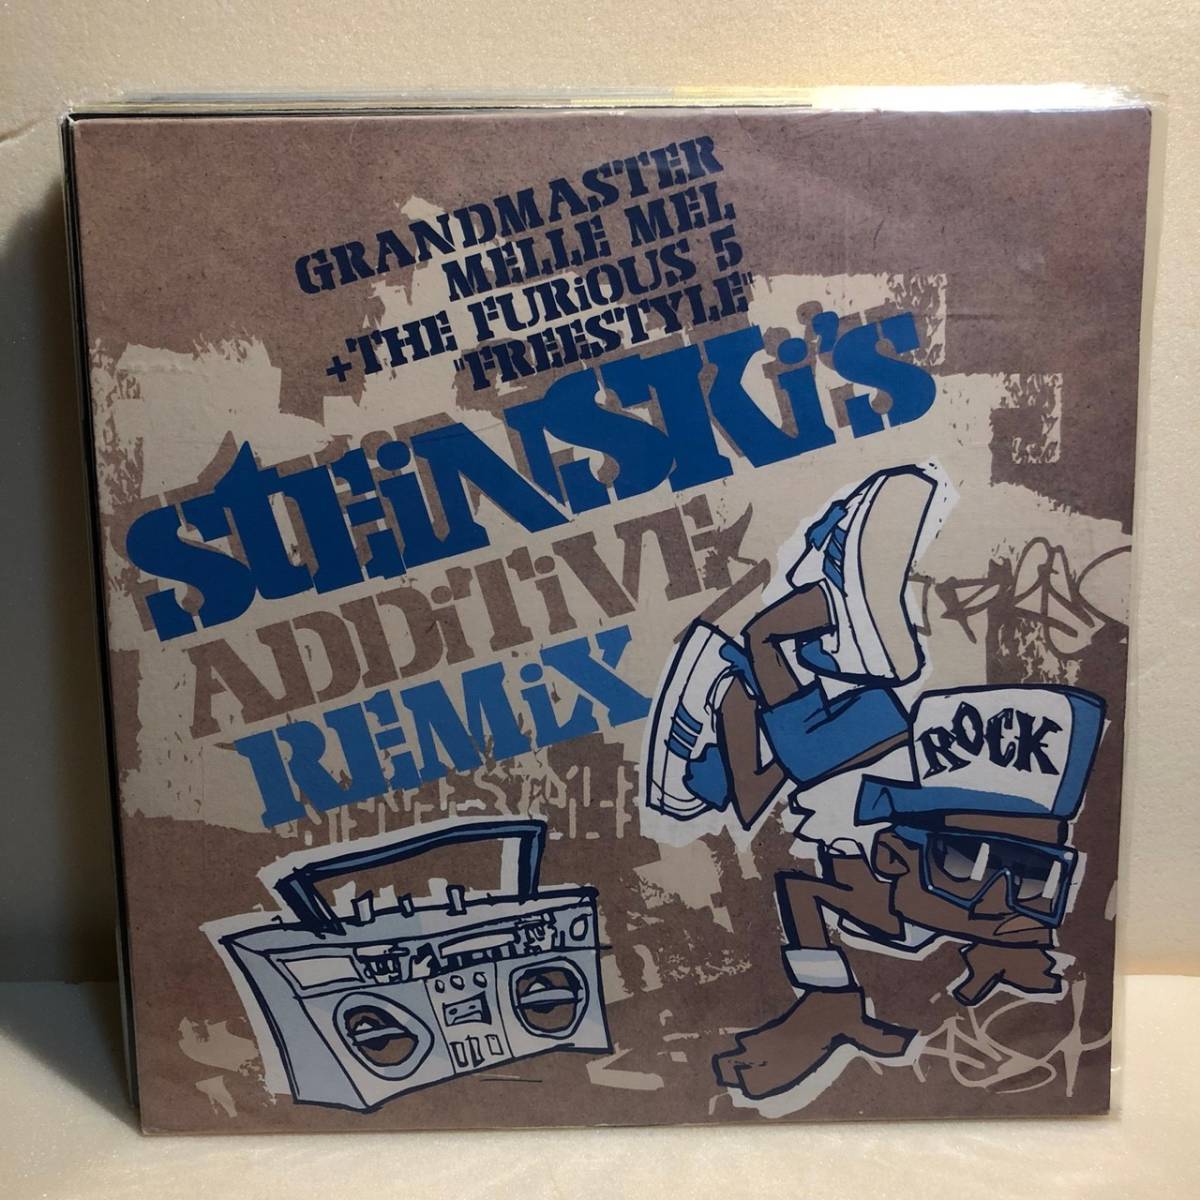 GRANDMASTER
MELLE MEL
+THE FURiOUS 5
"FREESTYLE"
STEiNSKi'S
ADDiTiVE
REMiX
ROCK